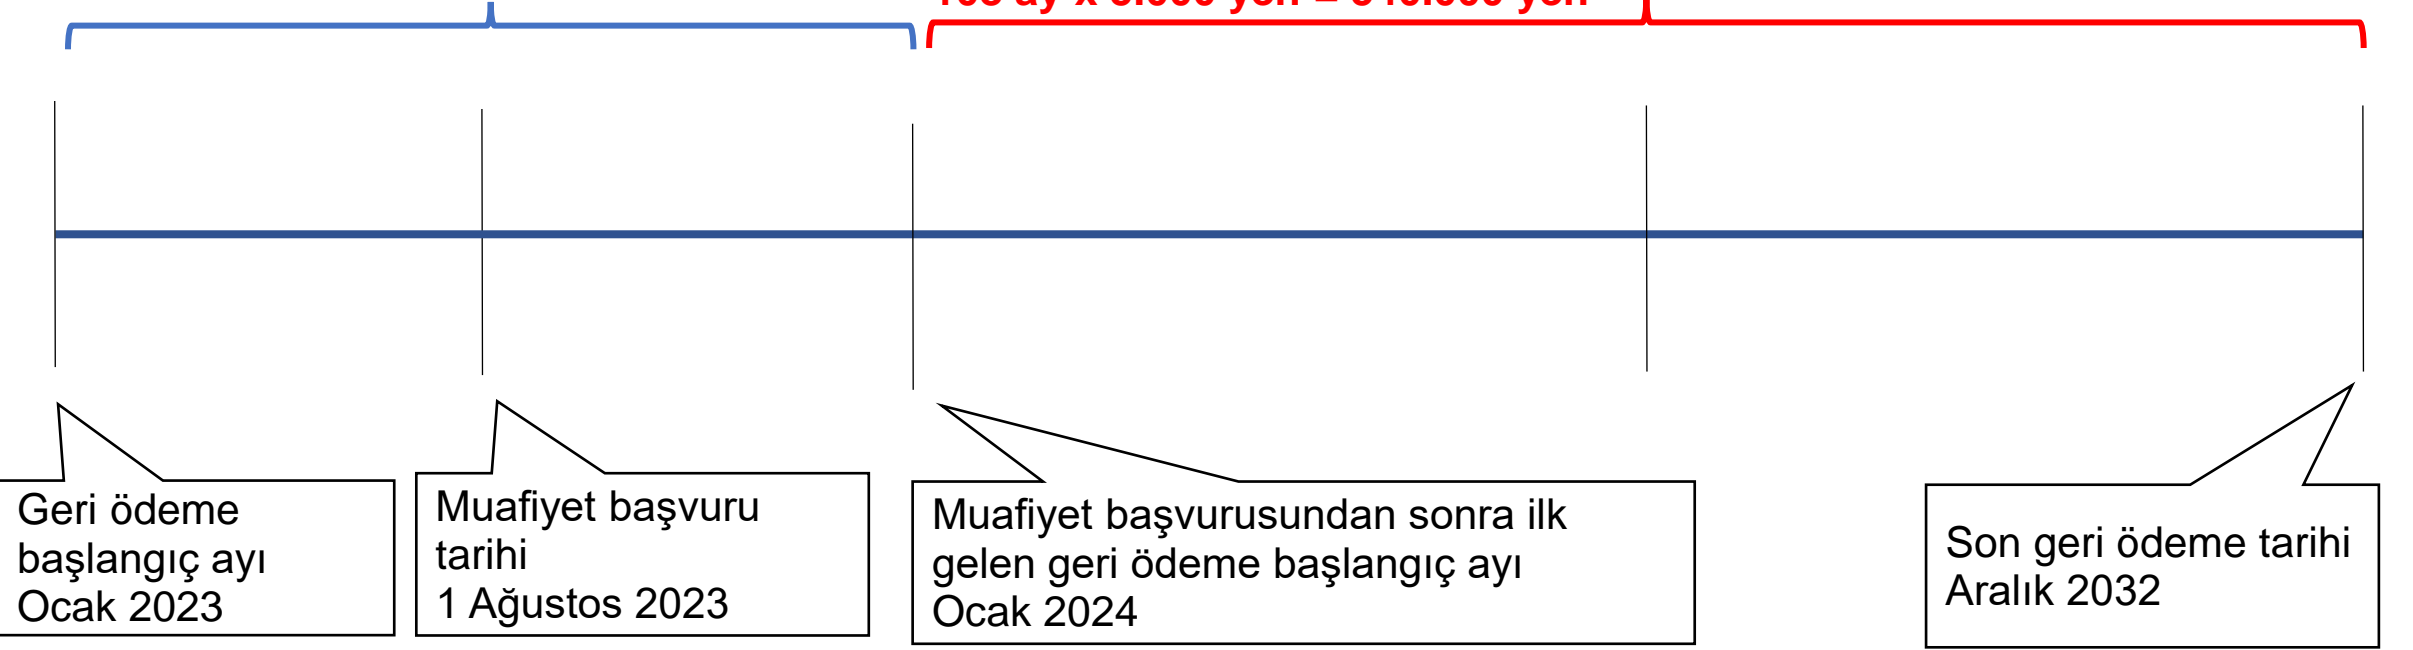 Geri ödeme
başlangıç ayı
Ocak 2023
Muafiyet başvuru
tarihi
1 Ağustos 2023
Muafiyet başvurusundan sonra ilk
gelen geri ödeme başlangıç ayı
Ocak 2024
Son geri ödeme tarihi
Aralık 2032